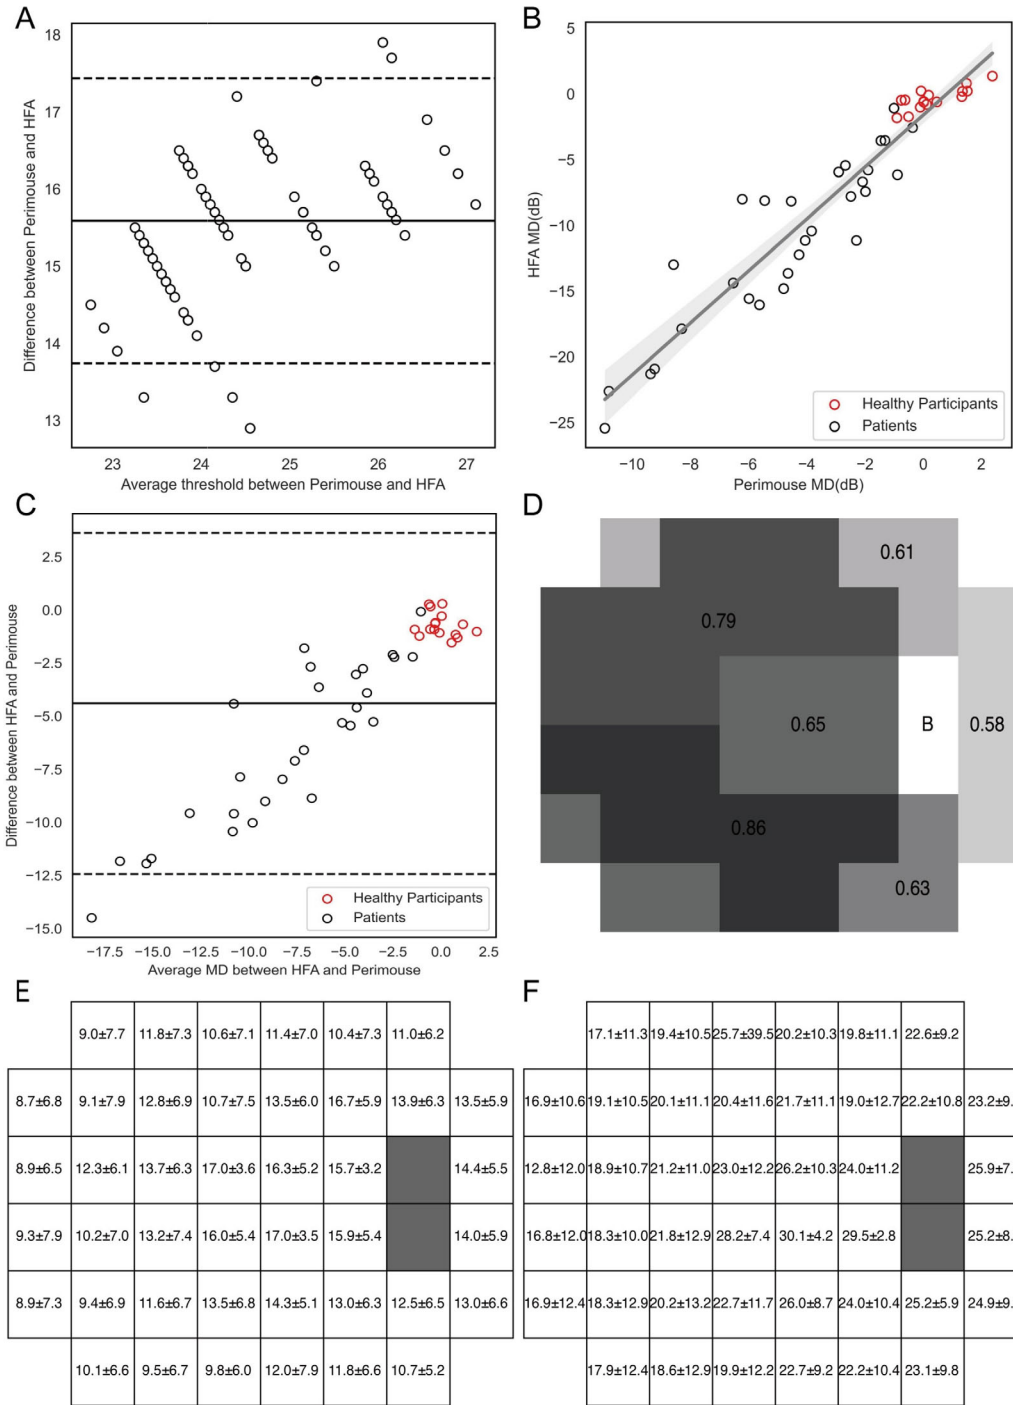 A
Difference between Perimouse and HFA
18
17
16
15
14
13
23 24 25 26 27
Average threshold between Perimouse and HFA
B
HFA MD(dB)
5
0
−5
−10
−15
−20
−25
Healthy Participants
Patients
−10 −8 −6 −4 −2 0 2
Perimouse MD(dB)
C
Difference between HFA and Perimouse
2.5
0.0
−2.5
−5.0
−7.5
−10.0
−12.5
−15.0
Healthy Participants
Patients
−17.5 −15.0 −12.5 −10.0 −7.5 −5.0 −2.5 0.0 2.5
Average MD between HFA and Perimouse
D
0.61
0.79
0.65 B 0.58
0.86
0.63
E
9.0±7.7 11.8±7.3 10.6±7.1 11.4±7.0 10.4±7.3 11.0±6.2
8.7±6.8 9.1±7.9 12.8±6.9 10.7±7.5 13.5±6.0 16.7±5.9 13.9±6.3 13.5±5.9
8.9±6.5 12.3±6.1 13.7±6.3 17.0±3.6 16.3±5.2 15.7±3.2 14.4±5.5
9.3±7.9 10.2±7.0 13.2±7.4 16.0±5.4 17.0±3.5 15.9±5.4 14.0±5.9
8.9±7.3 9.4±6.9 11.6±6.7 13.5±6.8 14.3±5.1 13.0±6.3 12.5±6.5 13.0±6.6
10.1±6.6 9.5±6.7 9.8±6.0 12.0±7.9 11.8±6.6 10.7±5.2
F
17.1±11.3 19.4±10.5 25.7±39.5 20.2±10.3 19.8±11.1 22.6±9.2
16.9±10.6 19.1±10.5 20.1±11.1 20.4±11.6 21.7±11.1 19.0±12.7 22.2±10.8 23.2±9.
12.8±12.0 18.9±10.7 21.2±11.0 23.0±12.2 26.2±10.3 24.0±11.2 25.9±7.
16.8±12.0 18.3±10.0 21.8±12.9 28.2±7.4 30.1±4.2 29.5±2.8 25.2±8.
16.9±12.4 18.3±12.9 20.2±13.2 22.7±11.7 26.0±8.7 24.0±10.4 25.2±5.9 24.9±9.
17.9±12.4 18.6±12.9 19.9±12.2 22.7±9.2 22.2±10.4 23.1±9.8